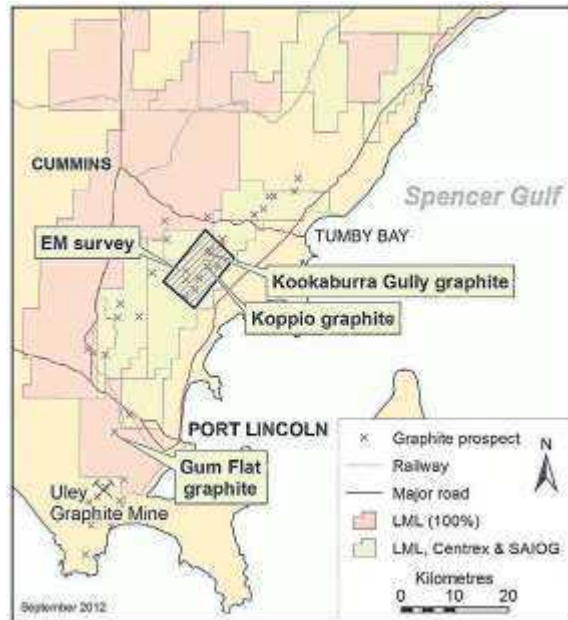 CUMMINS
Spencer Gulf
EM survey
TUMBY BAY
Kookaburra Gully graphite
Koppio graphite
PORT LINCOLN
Gum Flat
graphite
Uley
Graphite Mine
× Graphite prospect
Railway
Major road
LML (100%)
LML, Centrex & SAIOG
N
Kilometres
0 10 20
September 2012